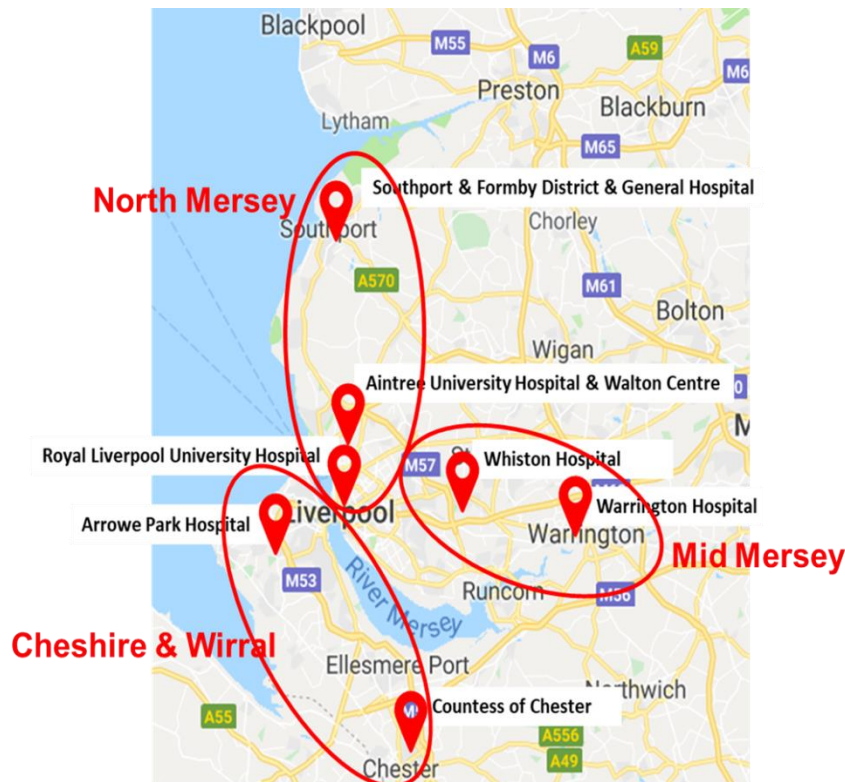 Blackpool
M55
M6
A59
Preston
Blackburn
Lytham
M65
North Mersey
Southport & Formby District & General Hospital
Southport
Chorley
A570
M61
Bolton
Wigan
Aintree University Hospital & Walton Centre
Royal Liverpool University Hospital
M57
Whiston Hospital
Arrowe Park Hospital
Liverpool
Warrington Hospital
Warrington
Mid Mersey
M53
River Mersey
Runcorn
M56
Cheshire & Wirral
Ellesmere Port
Northwich
A55
Countess of Chester
A556
Chester
A49